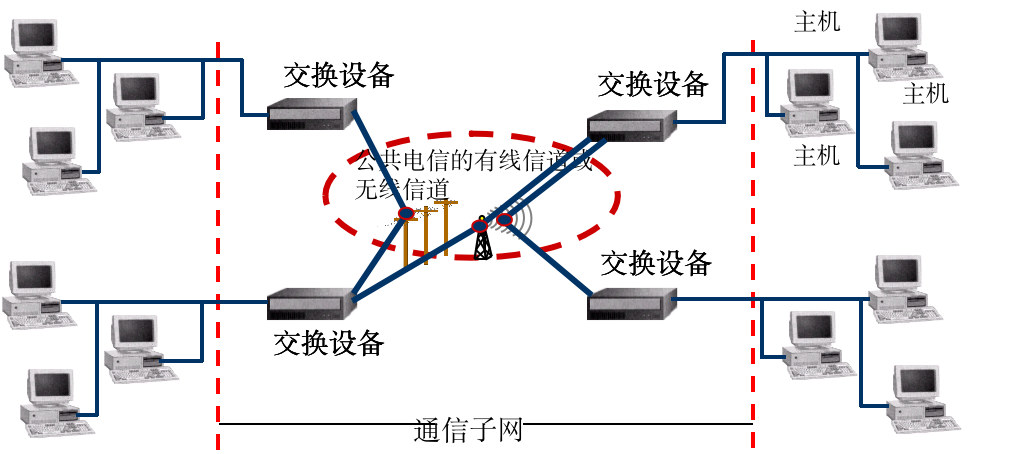 主机
交换设备
交换设备
主机
主机
公共电信的有线信道或
无线信道
交换设备
交换设备
通信子网